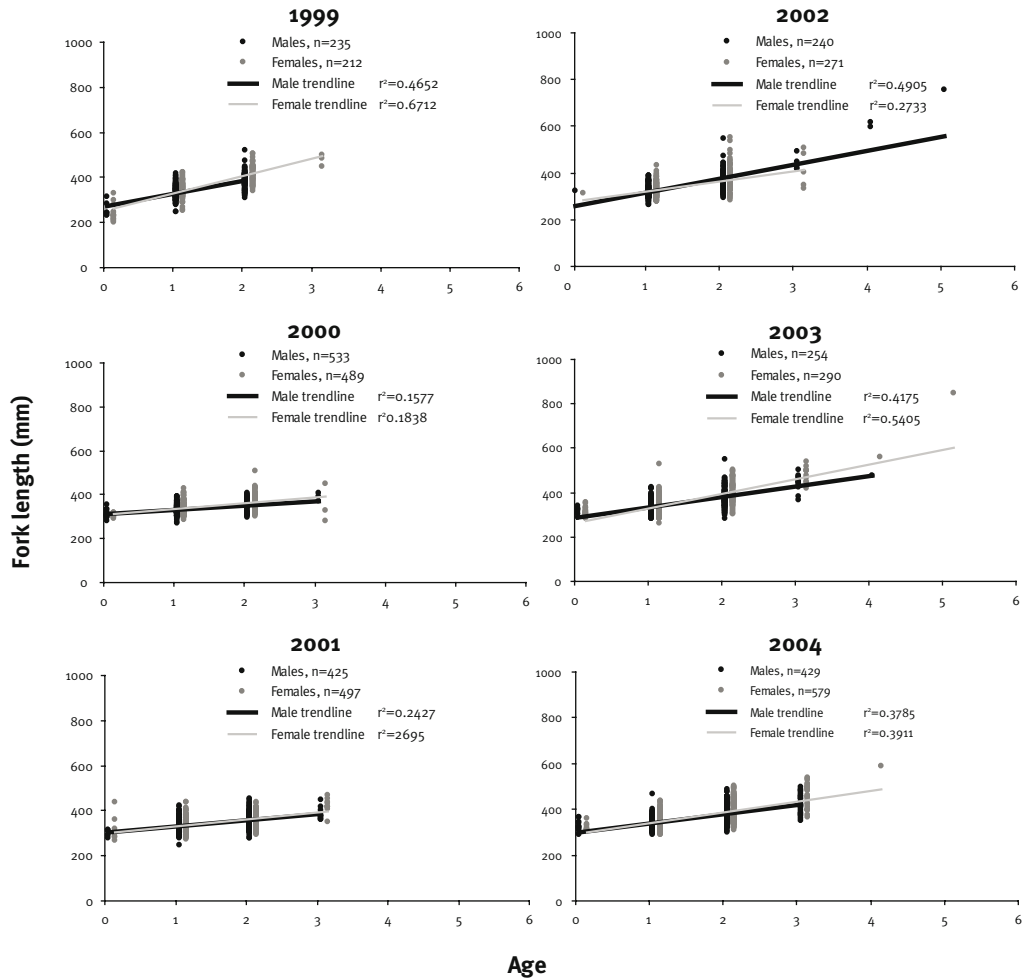 1999
Males, n=235
Females, n=212
Male trendline r²=0.4652
Female trendline r²=0.6712
1000
800
600
400
200
0
0 1 2 3 4 5 6
2002
Males, n=240
Females, n=271
Male trendline r²=0.4905
Female trendline r²=0.2733
1000
800
600
400
200
0
0 1 2 3 4 5 6
2000
Males, n=533
Females, n=489
Male trendline r²=0.1577
Female trendline r²0.1838
1000
800
600
400
200
0
0 1 2 3 4 5 6
2003
Males, n=254
Females, n=290
Male trendline r²=0.4175
Female trendline r²=0.5405
1000
800
600
400
200
0
0 1 2 3 4 5 6
Fork length (mm)
2001
Males, n=425
Females, n=497
Male trendline r²=0.2427
Female trendline r²=2695
1000
800
600
400
200
0
0 1 2 3 4 5 6
2004
Males, n=429
Females, n=579
Male trendline r²=0.3785
Female trendline r²=0.3911
1000
800
600
400
200
0
0 1 2 3 4 5 6
Age